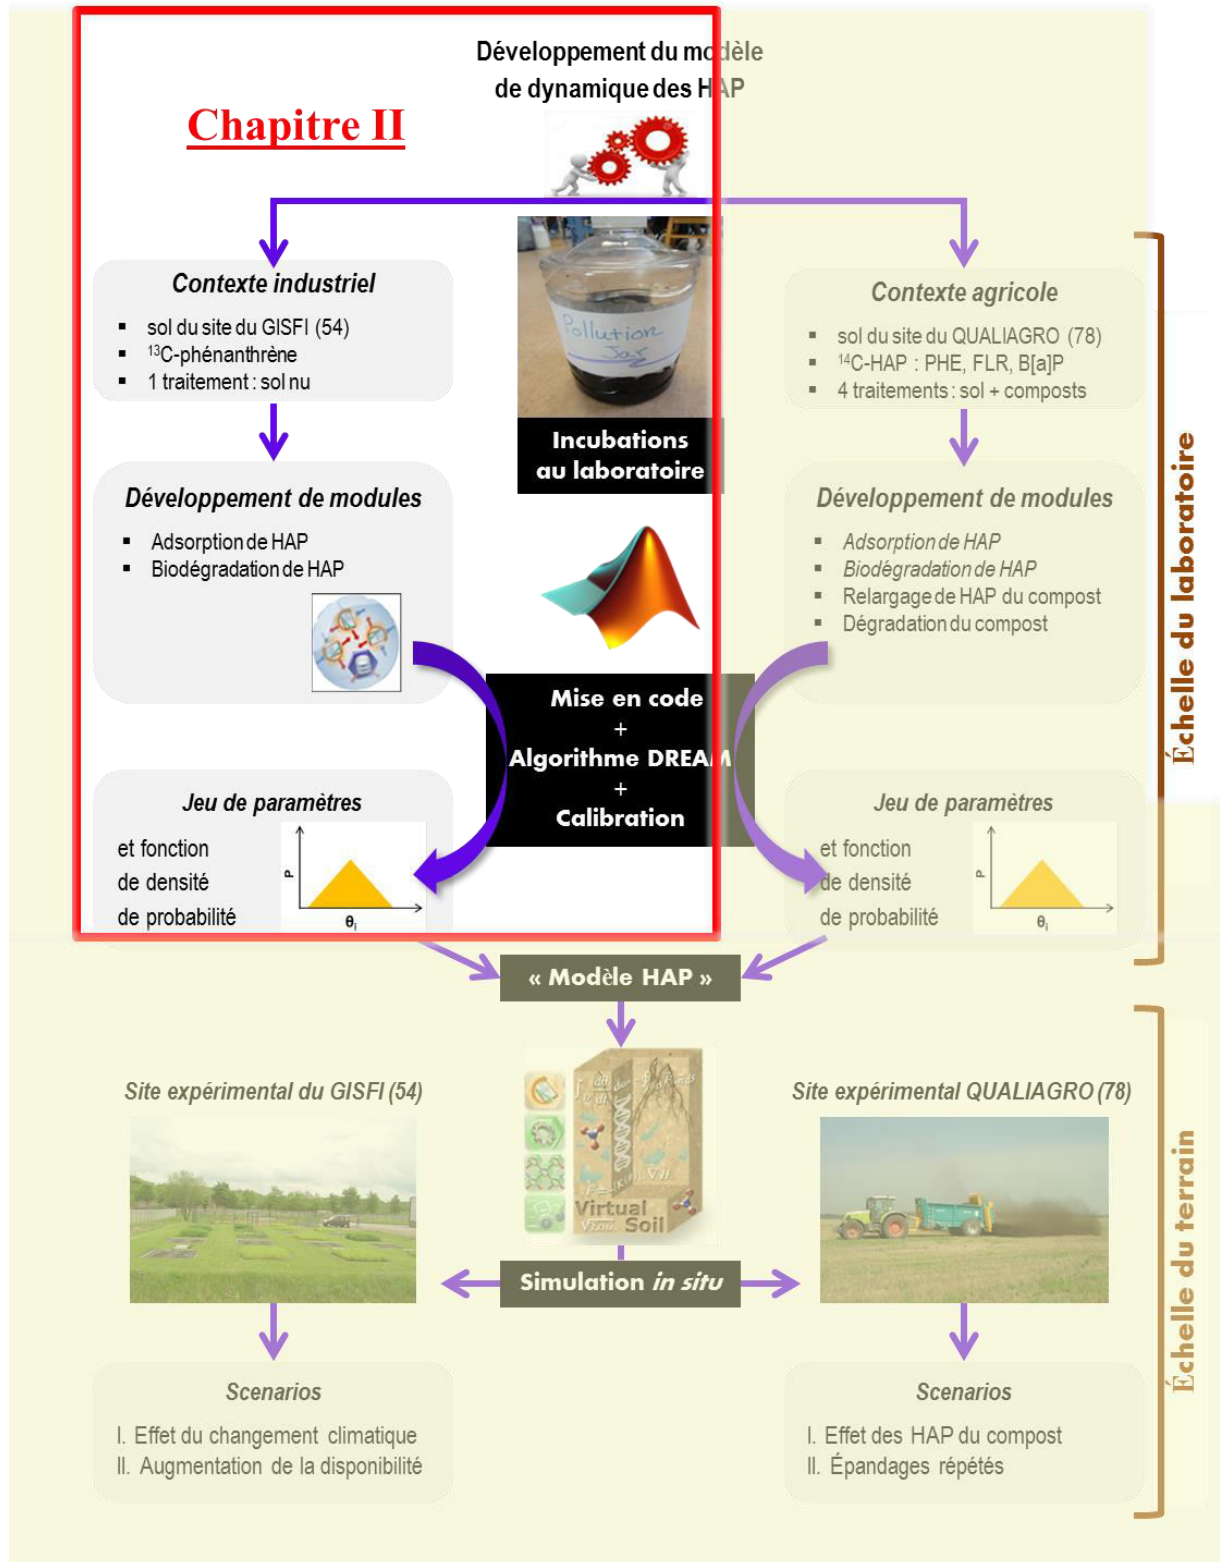 Développement du modèle
de dynamique des HAP
Chapitre II
Pollution
Jar
Incubations
au laboratoire
Contexte industriel
▪ sol du site du GISFI (54)
▪ ¹³C-phénanthrène
▪ 1 traitement : sol nu
Développement de modules
▪ Adsorption de HAP
▪ Biodégradation de HAP
Contexte agricole
▪ sol du site du QUALIAGRO (78)
▪ ¹⁴C-HAP : PHE, FLR, B[a]P
▪ 4 traitements : sol + composts
Développement de modules
▪ Adsorption de HAP
▪ Biodégradation de HAP
▪ Relargage de HAP du compost
▪ Dégradation du compost
Mise en code
+
Algorithme DREAM
+
Calibration
Jeu de paramètres
et fonction
de densité
de probabilité
P
θi
Jeu de paramètres
et fonction
de densité
de probabilité
P
θi
Échelle du laboratoire
« Modèle HAP »
Site expérimental du GISFI (54)
Virtual
Soil
Site expérimental QUALIAGRO (78)
Simulation in situ
Échelle du terrain
Scenarios
I. Effet du changement climatique
II. Augmentation de la disponibilité
Scenarios
I. Effet des HAP du compost
II. Épandages répétés